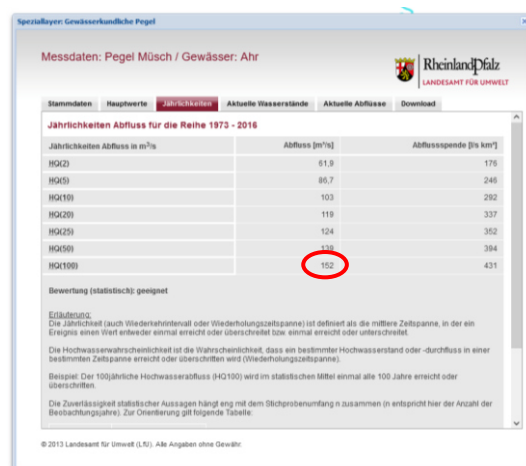 Speziallayer: Gewässerkundliche Pegel
Messdaten: Pegel Müsch / Gewässer: Ahr
RheinlandPfalz
LANDESAMT FÜR UMWELT
Stammdaten Hauptwerte Jährlichkeiten Aktuelle Wasserstände Aktuelle Abflüsse Download
Jährlichkeiten Abfluss für die Reihe 1973 - 2016
Jährlichkeiten Abfluss in m³/s Abfluss [m³/s] Abflussspende [l/s km²]
HQ(2) 61,9 176
HQ(5) 86,7 246
HQ(10) 103 292
HQ(20) 119 337
HQ(25) 124 352
HQ(50) 139 394
HQ(100) 152 431
Bewertung (statistisch): geeignet
Erläuterung:
Die Jährlichkeit (auch Wiederkehrintervall oder Wiederholungszeitspanne) ist definiert als die mittlere Zeitspanne, in der ein
Ereignis einen Wert entweder einmal erreicht oder überschreitet bzw. einmal erreicht oder unterschreitet.
Die Hochwasserwahrscheinlichkeit ist die Wahrscheinlichkeit, dass ein bestimmter Hochwasserstand oder -durchfluss in einer
bestimmten Zeitspanne erreicht oder überschritten wird (Wiederholungszeitspanne).
Beispiel: Der 100jährliche Hochwasserabfluss (HQ100) wird im statistischen Mittel einmal alle 100 Jahre erreicht oder
überschritten.
Die Zuverlässigkeit statistischer Aussagen hängt eng mit dem Stichprobenumfang n zusammen (n entspricht hier der Anzahl der
Beobachtungsjahre). Zur Orientierung gilt folgende Tabelle:
© 2013 Landesamt für Umwelt (LfU). Alle Angaben ohne Gewähr.